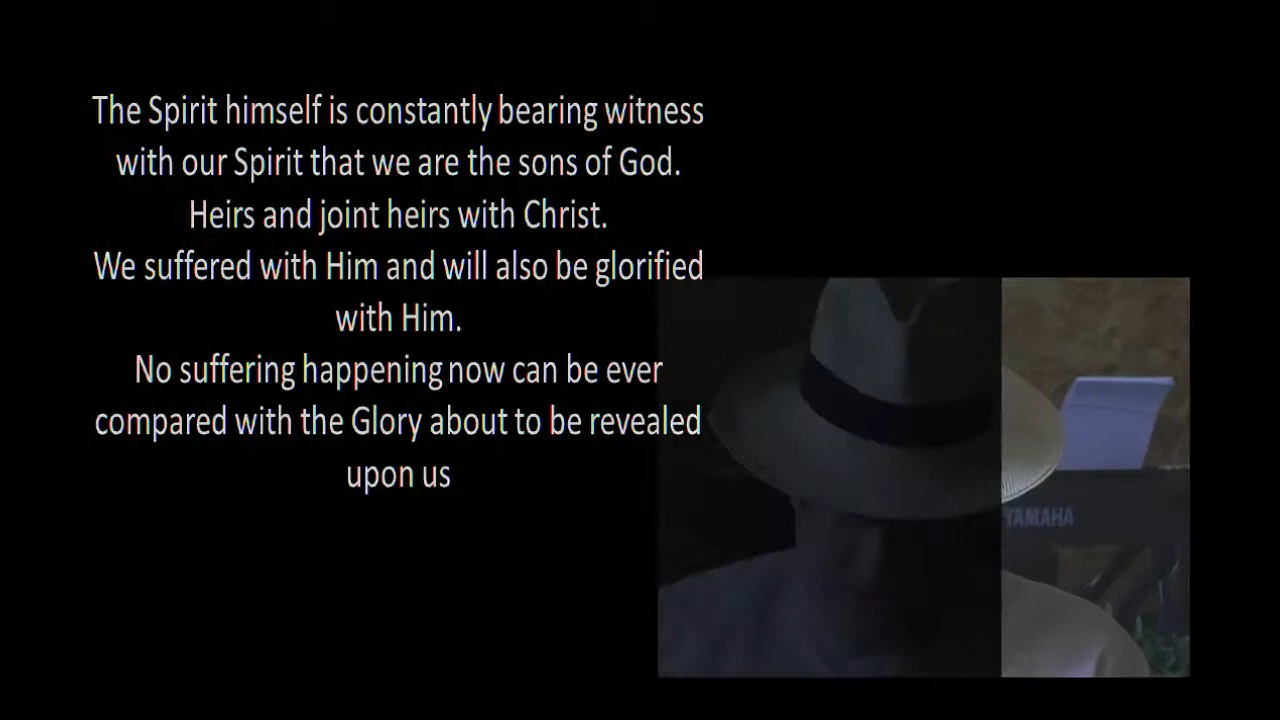 The Spirit himself is constantly bearing witness
with our Spirit that we are the sons of God.
Heirs and joint heirs with Christ.
We suffered with Him and will also be glorified
with Him.
No suffering happening now can be ever
compared with the Glory about to be revealed
upon us
YAMAHA